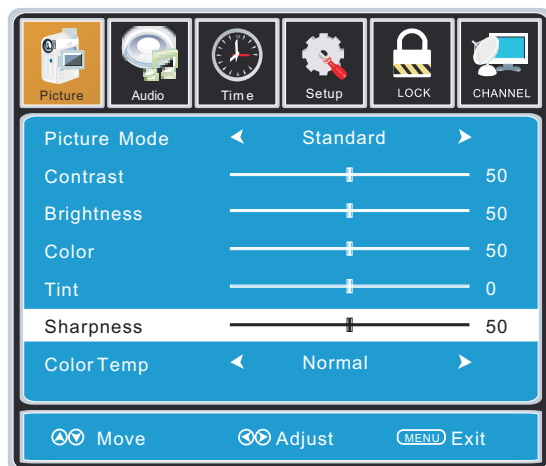 Picture Audio Time Setup LOCK CHANNEL
Picture Mode Standard
Contrast 50
Brightness 50
Color 50
Tint 0
Sharpness 50
Color Temp Normal
Move Adjust MENU Exit